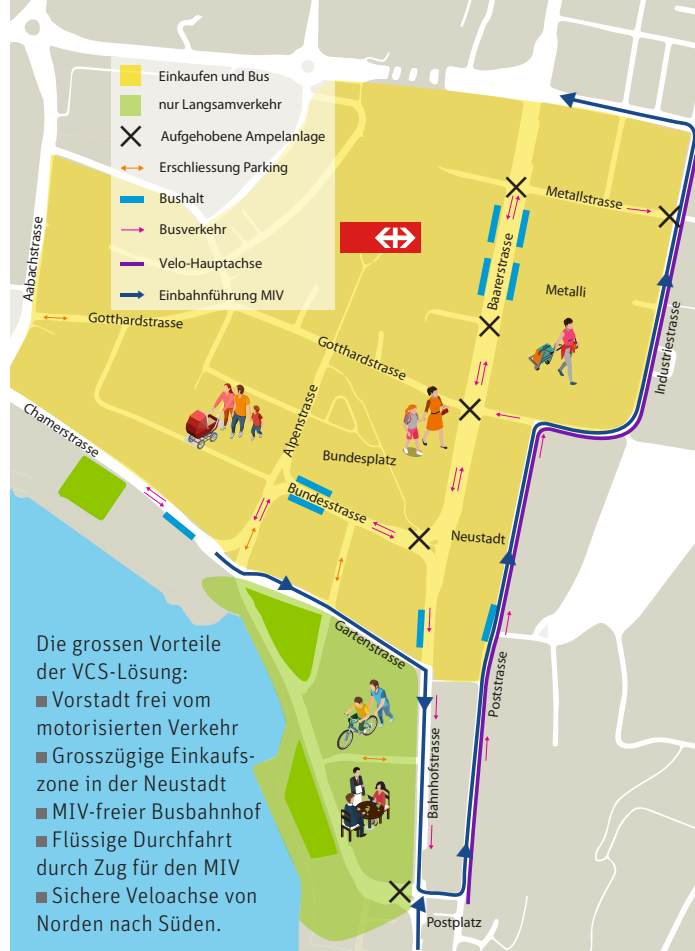 Einkaufen und Bus
nur Langsamverkehr
Aufgehobene Ampelanlage
Erschliessung Parking
Bushalt
Busverkehr
Velo-Hauptachse
Einbahnführung MIV
Aabachstrasse
Metallstrasse
Baarerstrasse
Metalli
Industriestrasse
Gotthardstrasse
Gotthardstrasse
Chamerstrasse
Alpenstrasse
Bundesplatz
Bundesstrasse
Neustadt
Gartenstrasse
Poststrasse
Bahnhofstrasse
Postplatz
Die grossen Vorteile
der VCS-Lösung:
■ Vorstadt frei vom
motorisierten Verkehr
■ Grosszügige Einkaufs-
zone in der Neustadt
■ MIV-freier Busbahnhof
■ Flüssige Durchfahrt
durch Zug für den MIV
■ Sichere Veloachse von
Norden nach Süden.